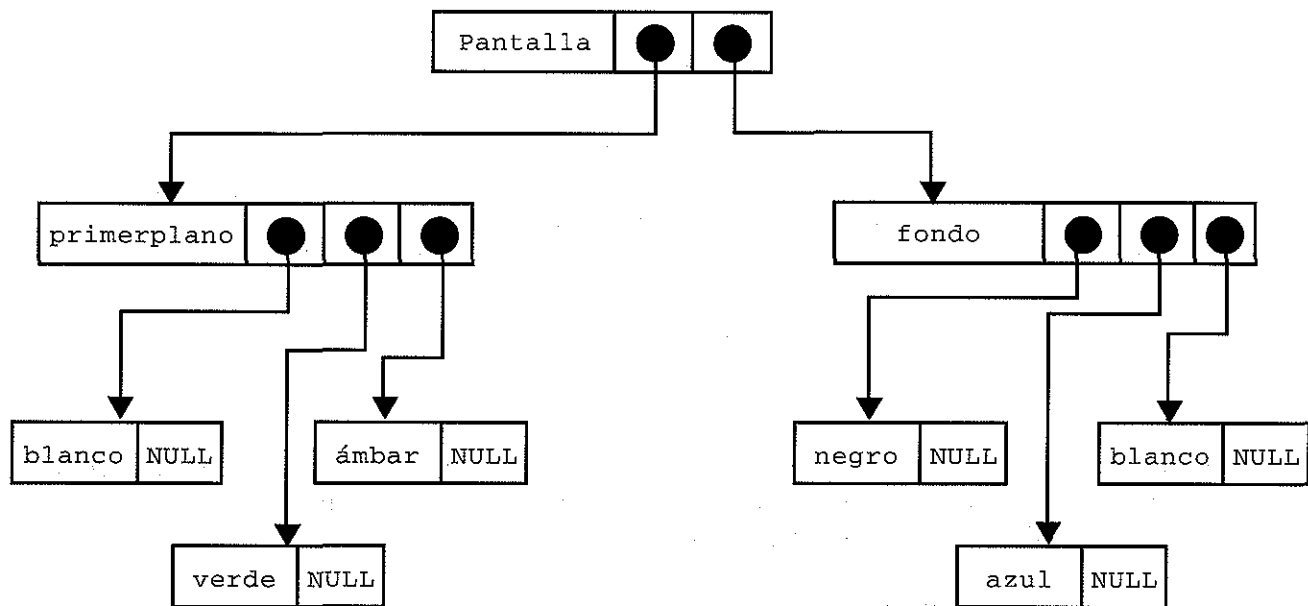 Pantalla
primerplano
fondo
blanco NULL
ámbar NULL
negro NULL
blanco NULL
verde NULL
azul NULL